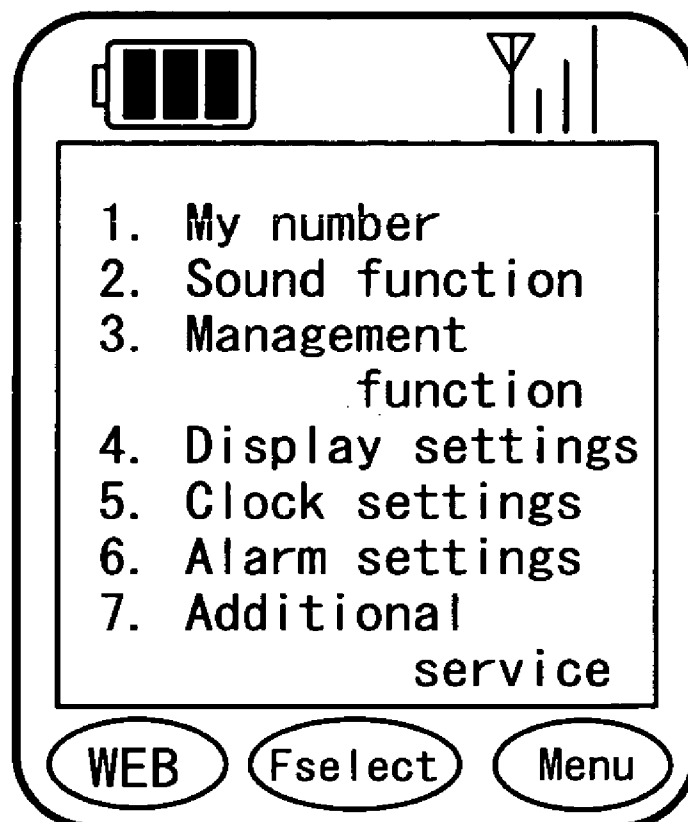 1. My number
2. Sound function
3. Management
function
4. Display settings
5. Clock settings
6. Alarm settings
7. Additional
service
WEB Fselect Menu